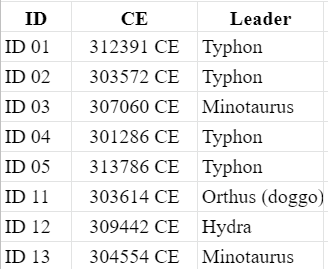 ID CE Leader
ID 01 312391 CE Typhon
ID 02 303572 CE Typhon
ID 03 307060 CE Minotaurus
ID 04 301286 CE Typhon
ID 05 313786 CE Typhon
ID 11 303614 CE Orthus (doggo)
ID 12 309442 CE Hydra
ID 13 304554 CE Minotaurus